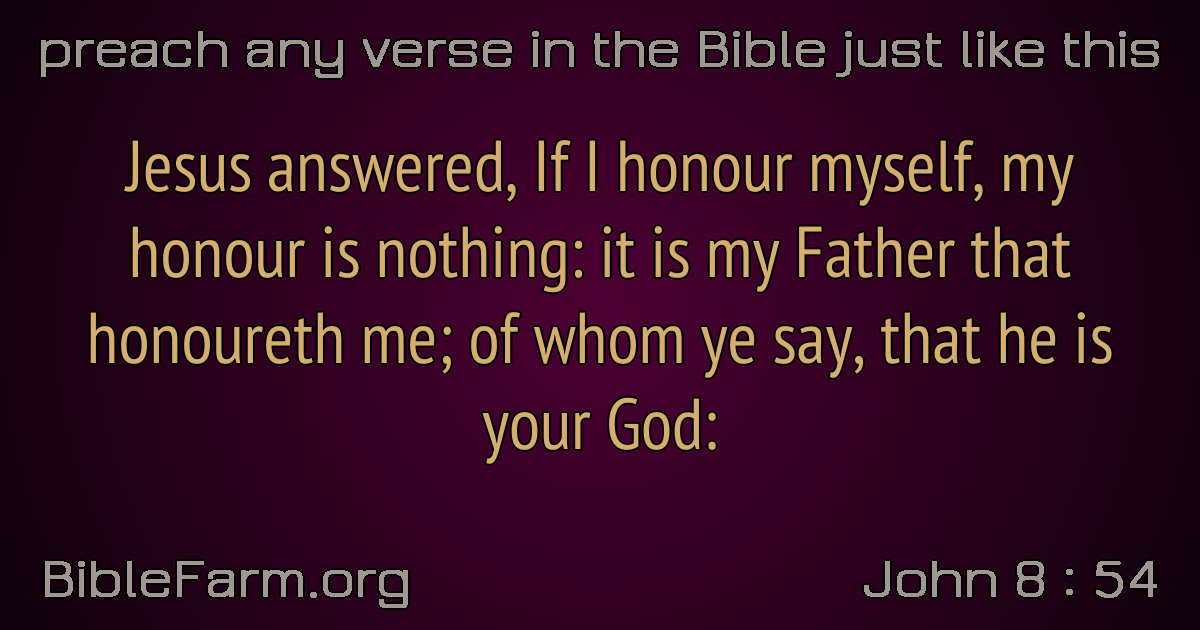 preach any verse in the Bible just like this
Jesus answered, If I honour myself, my
honour is nothing: it is my Father that
honoureth me; of whom ye say, that he is
your God:
BibleFarm.org
John 8 : 54